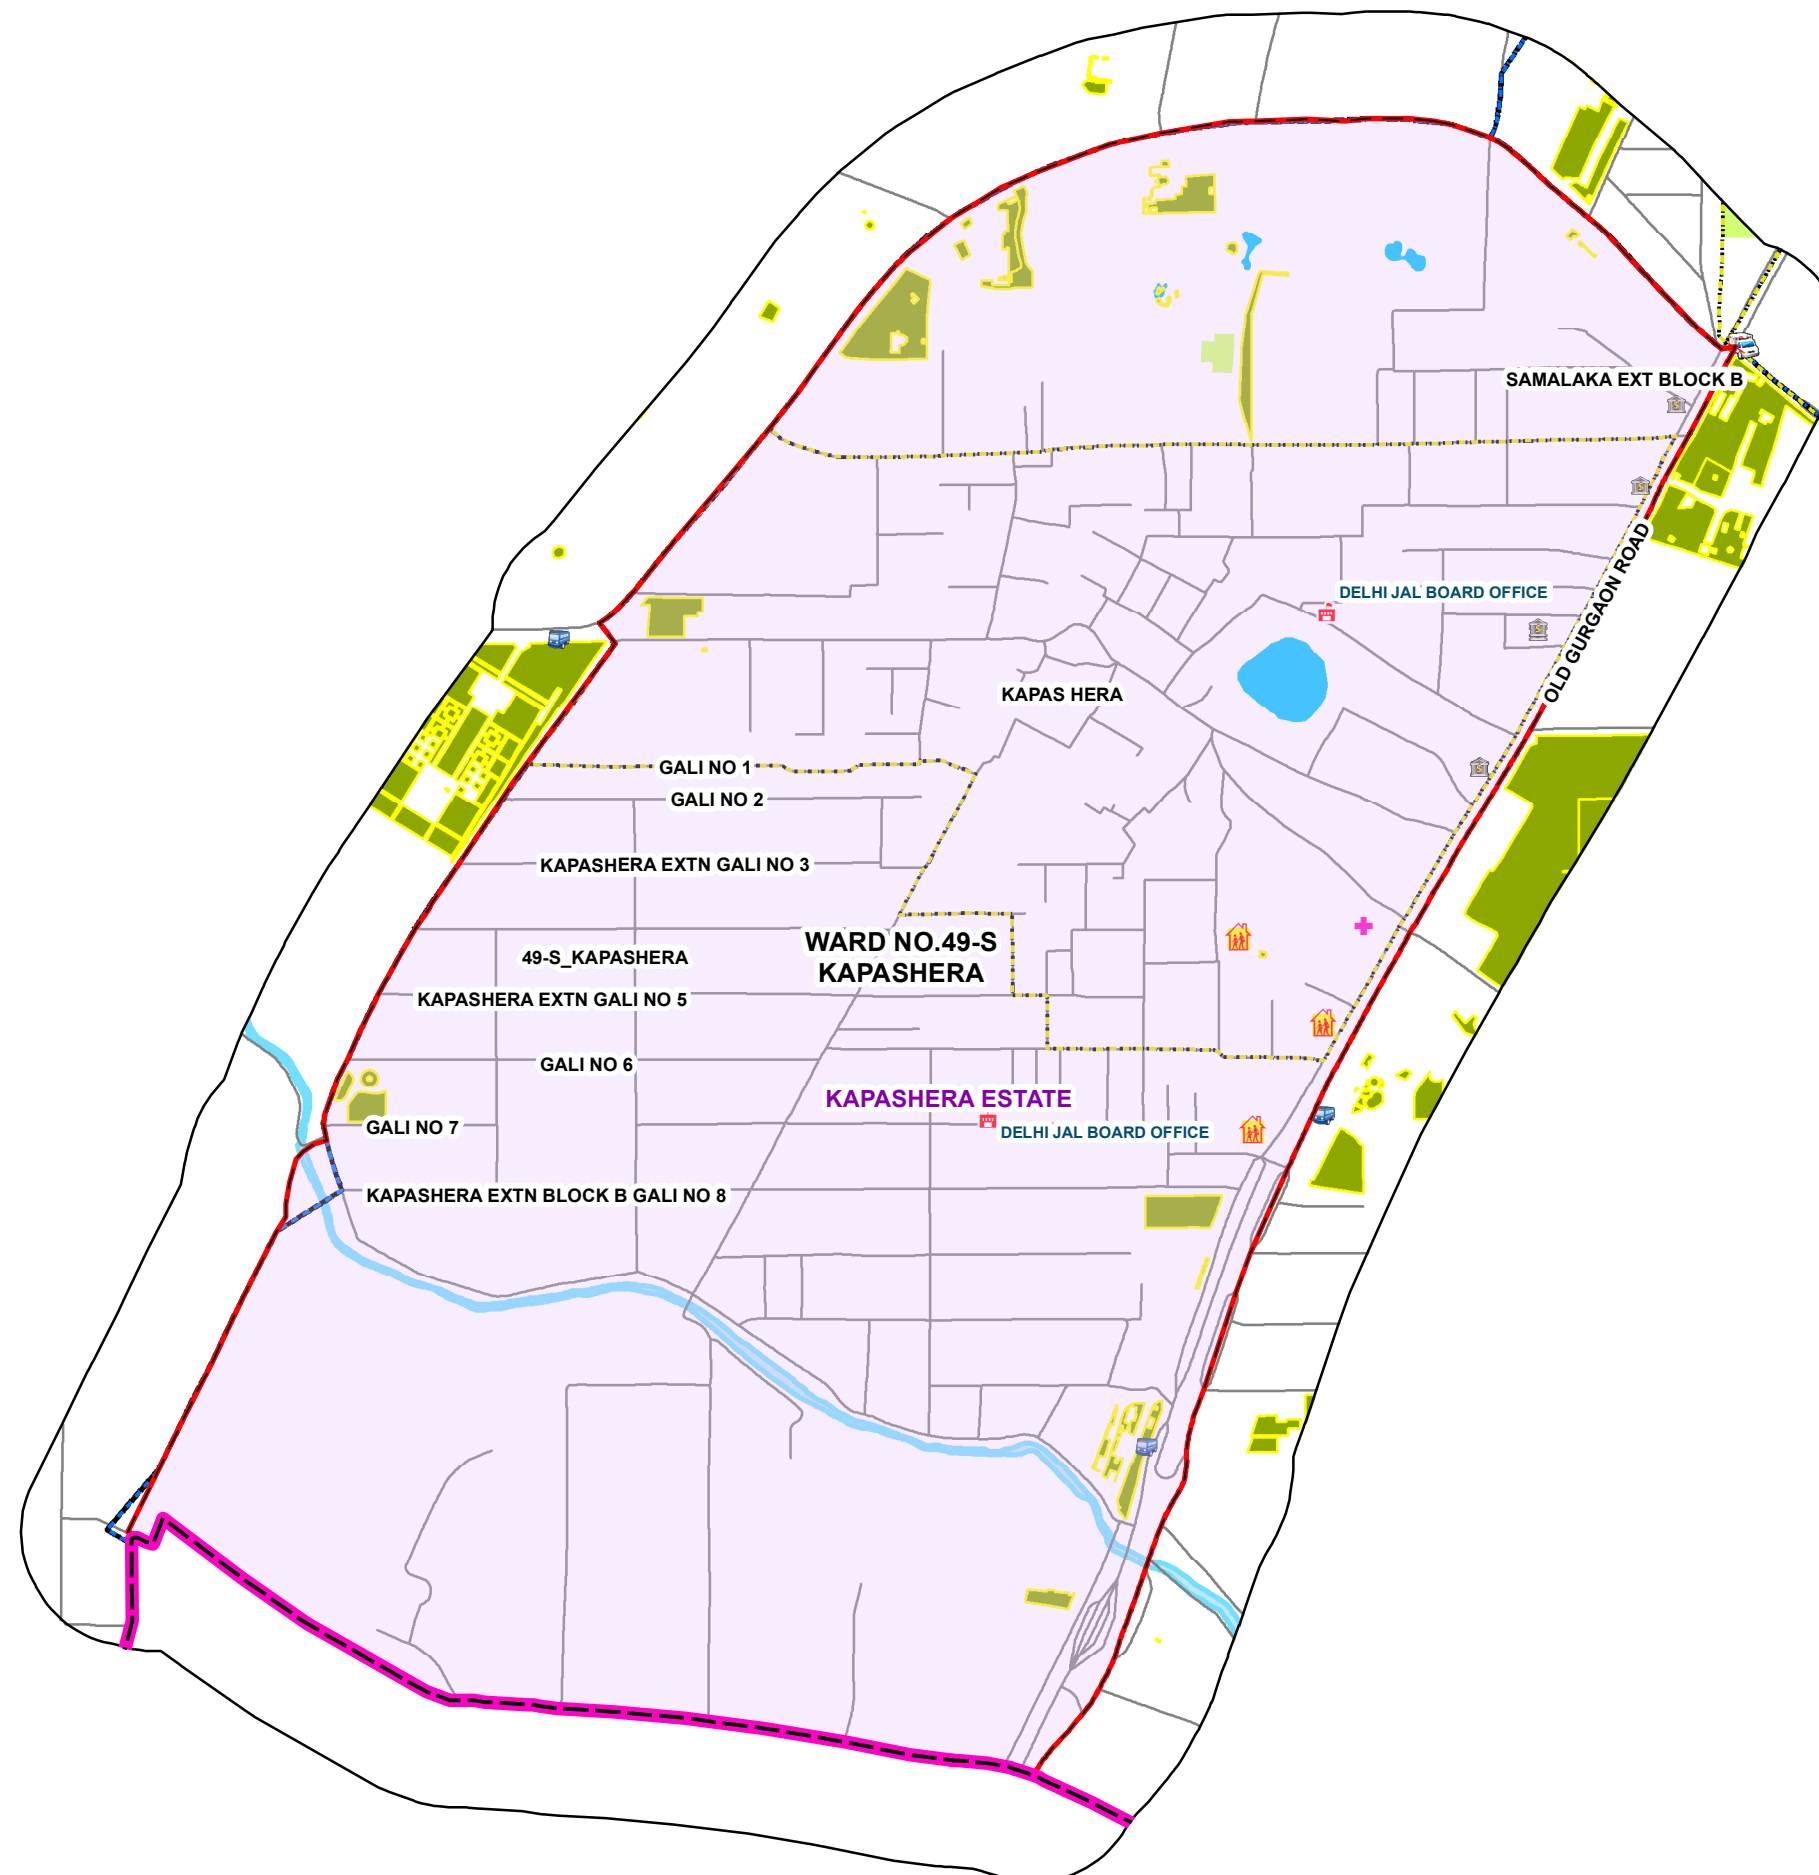 SAMALAKA EXT BLOCK B
OLD GURGAON ROAD
DELHI JAL BOARD OFFICE
KAPAS HERA
GALI NO 1
GALI NO 2
KAPASHERA EXTN GALI NO 3
WARD NO.49-S
KAPASHERA
49-S_KAPASHERA
KAPASHERA EXTN GALI NO 5
GALI NO 6
KAPASHERA ESTATE
GALI NO 7
DELHI JAL BOARD OFFICE
KAPASHERA EXTN BLOCK B GALI NO 8